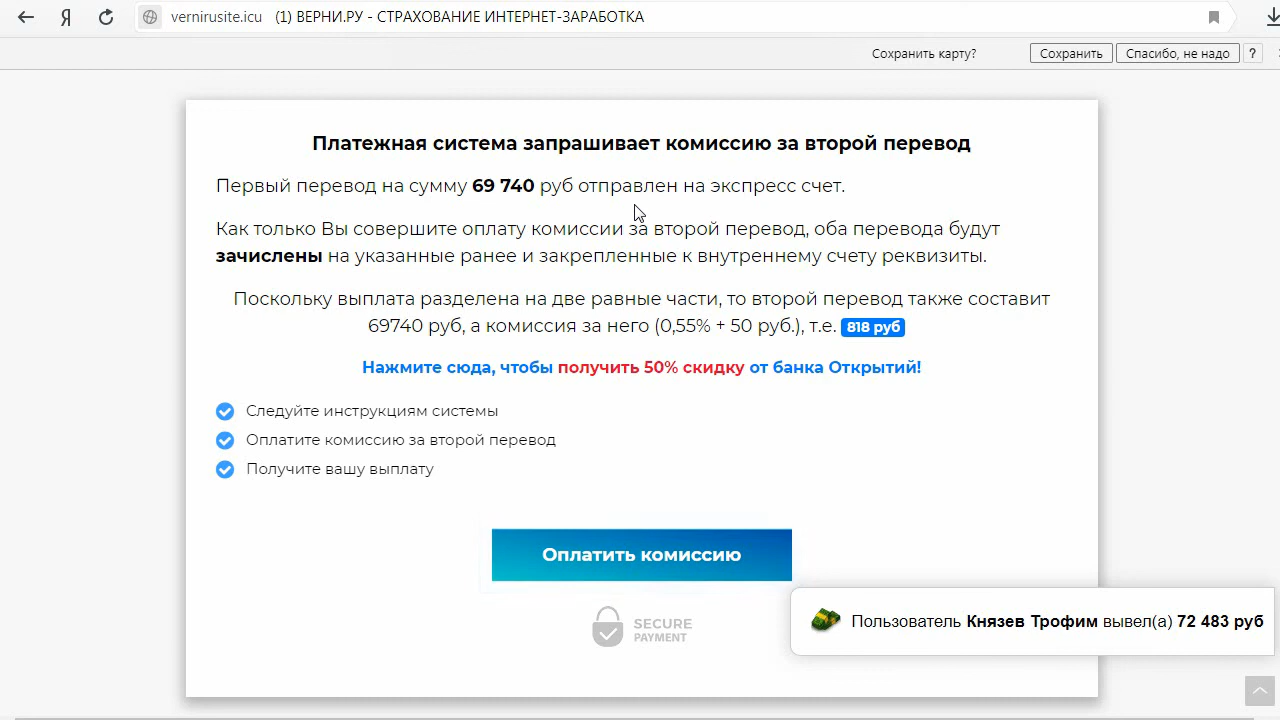 vernirusite.icu (1) ВЕРНИ.РУ - СТРАХОВАНИЕ ИНТЕРНЕТ-ЗАРАБОТКА
Сохранить карту? Сохранить Спасибо, не надо ?
Платежная система запрашивает комиссию за второй перевод
Первый перевод на сумму 69 740 руб отправлен на экспресс счет.
Как только Вы совершите оплату комиссии за второй перевод, оба перевода будут
зачислены на указанные ранее и закрепленные к внутреннему счету реквизиты.
Поскольку выплата разделена на две равные части, то второй перевод также составит
69740 руб, а комиссия за него (0,55% + 50 руб.), т.е. 818 руб
Нажмите сюда, чтобы получить 50% скидку от банка Открытий!
Следуйте инструкциям системы
Оплатите комиссию за второй перевод
Получите вашу выплату
Оплатить комиссию
SECURE
PAYMENT
Пользователь Князев Трофим вывел(а) 72 483 руб